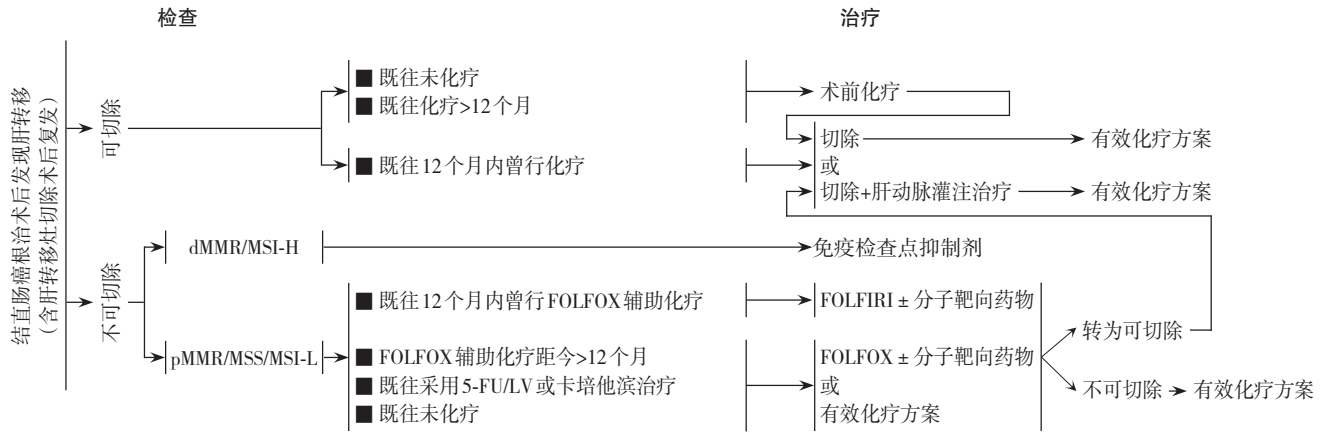 检查
治疗
结直肠癌根治术后发现肝转移
（含肝转移灶切除术后复发）
可切除
■ 既往未化疗
■ 既往化疗>12个月
术前化疗
■ 既往12个月内曾行化疗
切除
有效化疗方案
或
切除+肝动脉灌注治疗
有效化疗方案
不可切除
dMMR/MSI-H
免疫检查点抑制剂
pMMR/MSS/MSI-L
■ 既往12个月内曾行FOLFOX辅助化疗
FOLFIRI ± 分子靶向药物
■ FOLFOX辅助化疗距今>12个月
■ 既往采用5-FU/LV或卡培他滨治疗
■ 既往未化疗
FOLFOX ± 分子靶向药物
或
有效化疗方案
转为可切除
不可切除
有效化疗方案